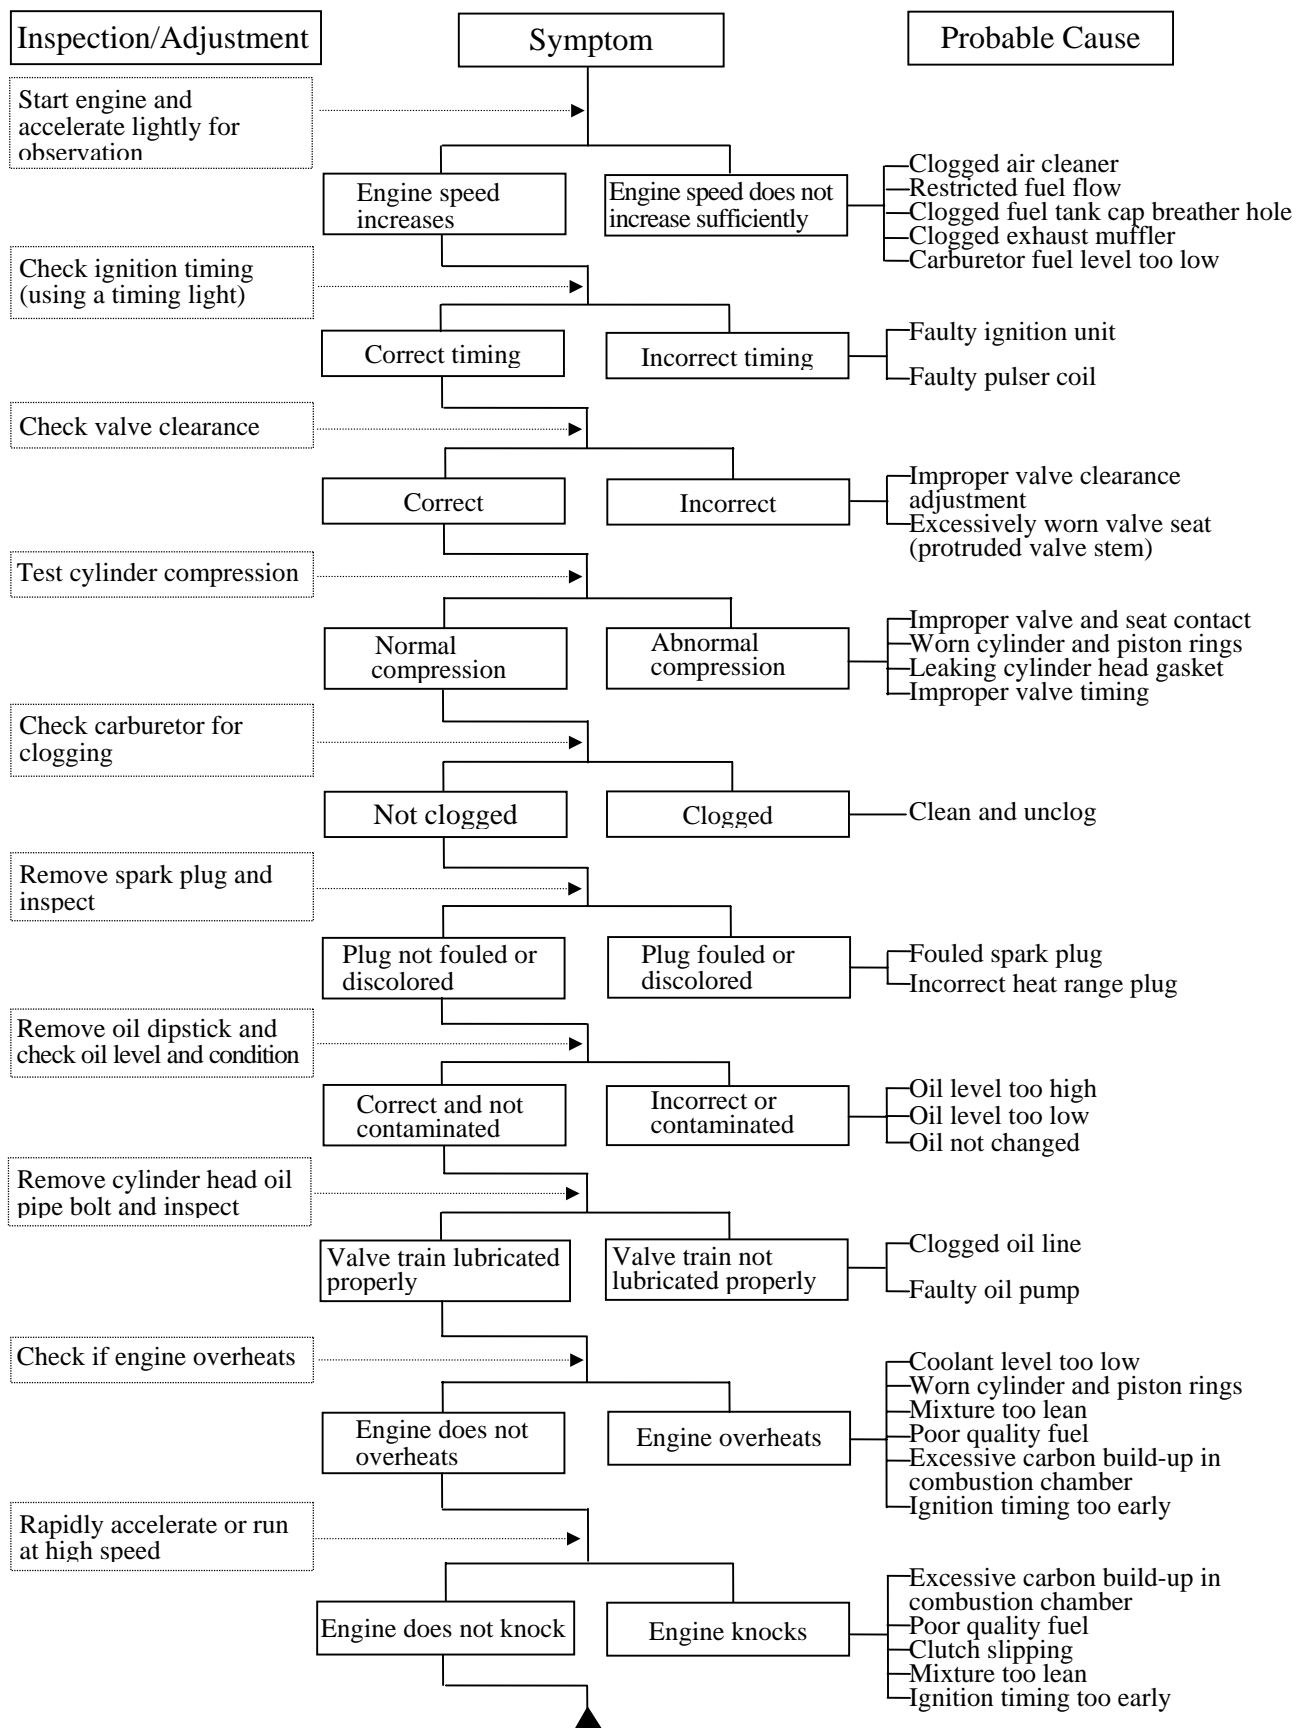 Inspection/Adjustment
Symptom
Probable Cause
Start engine and
accelerate lightly for
observation
Engine speed
increases
Engine speed does not
increase sufficiently
Clogged air cleaner
Restricted fuel flow
Clogged fuel tank cap breather hole
Clogged exhaust muffler
Carburetor fuel level too low
Check ignition timing
(using a timing light)
Correct timing
Incorrect timing
Faulty ignition unit
Faulty pulser coil
Check valve clearance
Correct
Incorrect
Improper valve clearance
adjustment
Excessively worn valve seat
(protruded valve stem)
Test cylinder compression
Normal
compression
Abnormal
compression
Improper valve and seat contact
Worn cylinder and piston rings
Leaking cylinder head gasket
Improper valve timing
Check carburetor for
clogging
Not clogged
Clogged
Clean and unclog
Remove spark plug and
inspect
Plug not fouled or
discolored
Plug fouled or
discolored
Fouled spark plug
Incorrect heat range plug
Remove oil dipstick and
check oil level and condition
Correct and not
contaminated
Incorrect or
contaminated
Oil level too high
Oil level too low
Oil not changed
Remove cylinder head oil
pipe bolt and inspect
Valve train lubricated
properly
Valve train not
lubricated properly
Clogged oil line
Faulty oil pump
Check if engine overheats
Engine does not
overheats
Engine overheats
Coolant level too low
Worn cylinder and piston rings
Mixture too lean
Poor quality fuel
Excessive carbon build-up in
combustion chamber
Ignition timing too early
Rapidly accelerate or run
at high speed
Engine does not knock
Engine knocks
Excessive carbon build-up in
combustion chamber
Poor quality fuel
Clutch slipping
Mixture too lean
Ignition timing too early